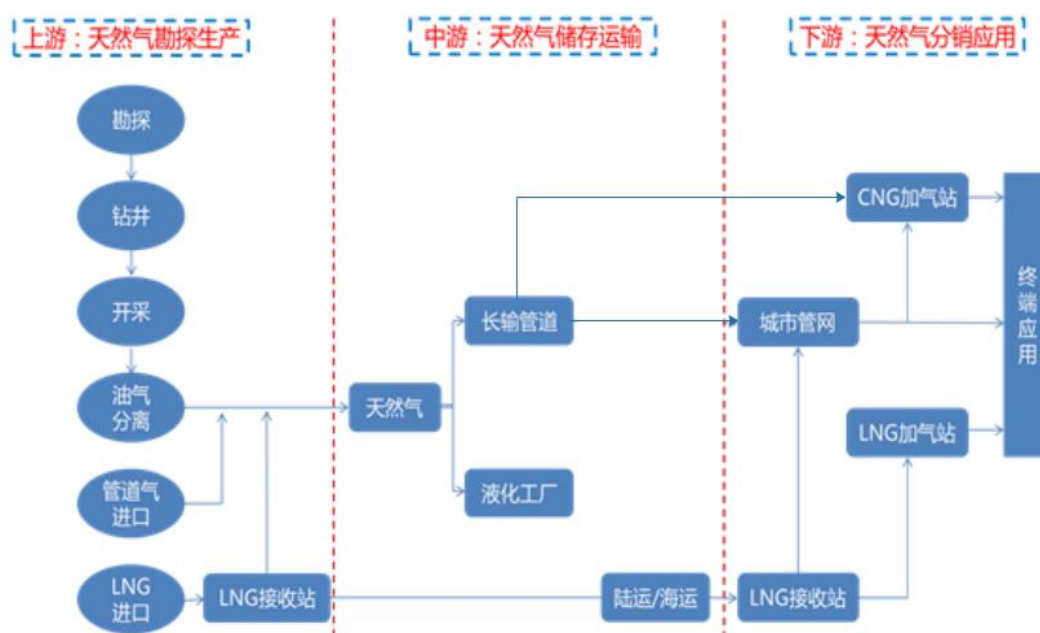 上游：天然气勘探生产
中游：天然气储存运输
下游：天然气分销应用
勘探
钻井
开采
油气
分离
管道气
进口
LNG
进口
LNG接收站
天然气
长输管道
液化工厂
陆运/海运
CNG加气站
城市管网
LNG加气站
LNG接收站
终
端
应
用